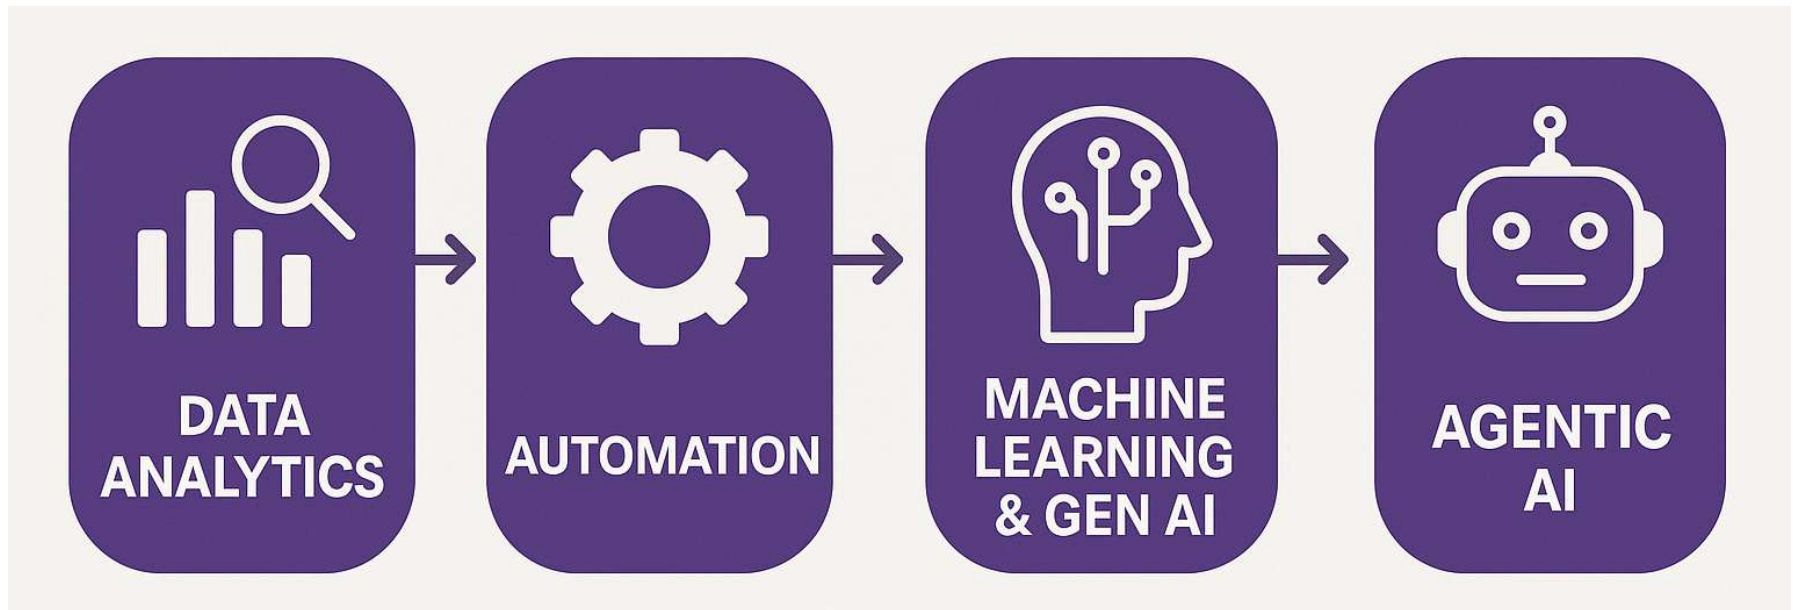 DATA
ANALYTICS
AUTOMATION
MACHINE
LEARNING
& GEN AI
AGENTIC
AI